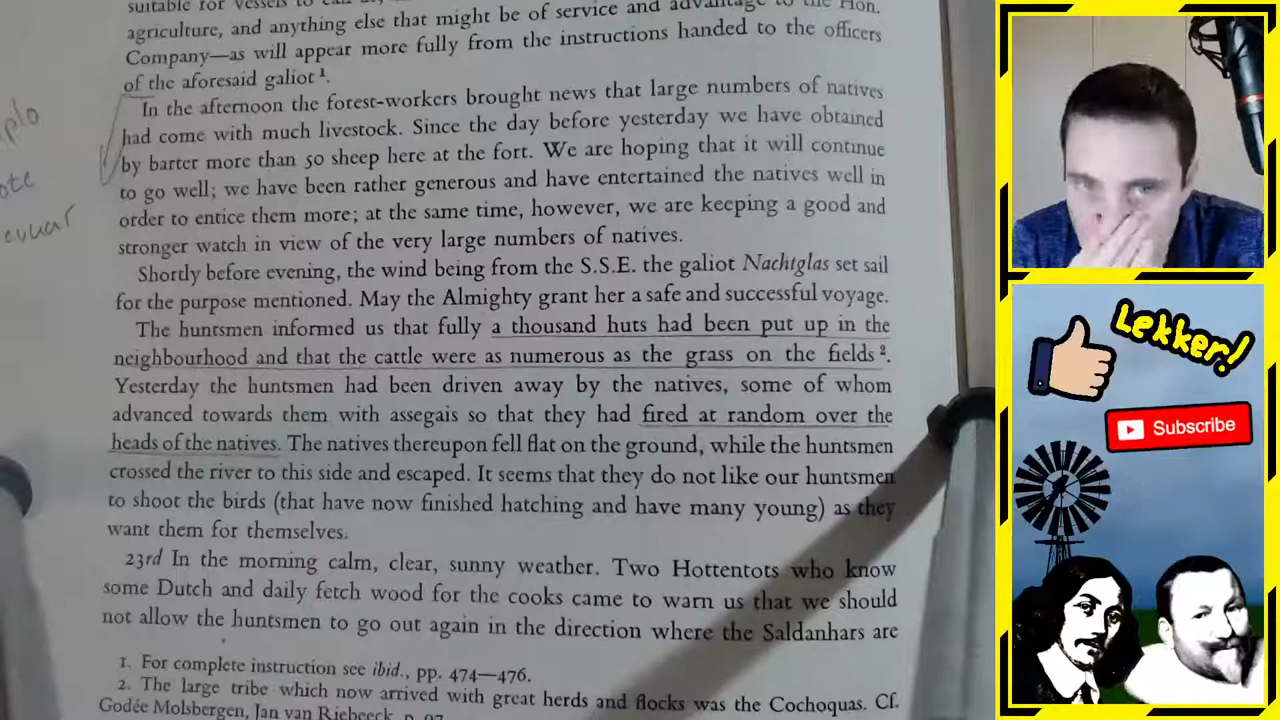 suitable for vessels to call at,
agriculture, and anything else that might be of service and advantage to the Hon.
Company—as will appear more fully from the instructions handed to the officers
of the aforesaid galiot ¹.
In the afternoon the forest-workers brought news that large numbers of natives
had come with much livestock. Since the day before yesterday we have obtained
by barter more than 50 sheep here at the fort. We are hoping that it will continue
to go well; we have been rather generous and have entertained the natives well in
order to entice them more; at the same time, however, we are keeping a good and
stronger watch in view of the very large numbers of natives.
Shortly before evening, the wind being from the S.S.E. the galiot Nachtglas set sail
for the purpose mentioned. May the Almighty grant her a safe and successful voyage.
The huntsmen informed us that fully a thousand huts had been put up in the
neighbourhood and that the cattle were as numerous as the grass on the fields ².
Yesterday the huntsmen had been driven away by the natives, some of whom
advanced towards them with assegais so that they had fired at random over the
heads of the natives. The natives thereupon fell flat on the ground, while the huntsmen
crossed the river to this side and escaped. It seems that they do not like our huntsmen
to shoot the birds (that have now finished hatching and have many young) as they
want them for themselves.
23rd In the morning calm, clear, sunny weather. Two Hottentots who know
some Dutch and daily fetch wood for the cooks came to warn us that we should
not allow the huntsmen to go out again in the direction where the Saldanhars are
1. For complete instruction see ibid., pp. 474—476.
2. The large tribe which now arrived with great herds and flocks was the Cochoquas. Cf.
Godée Molsbergen, Jan van Riebeeck, p. 97
Lekker!
Subscribe